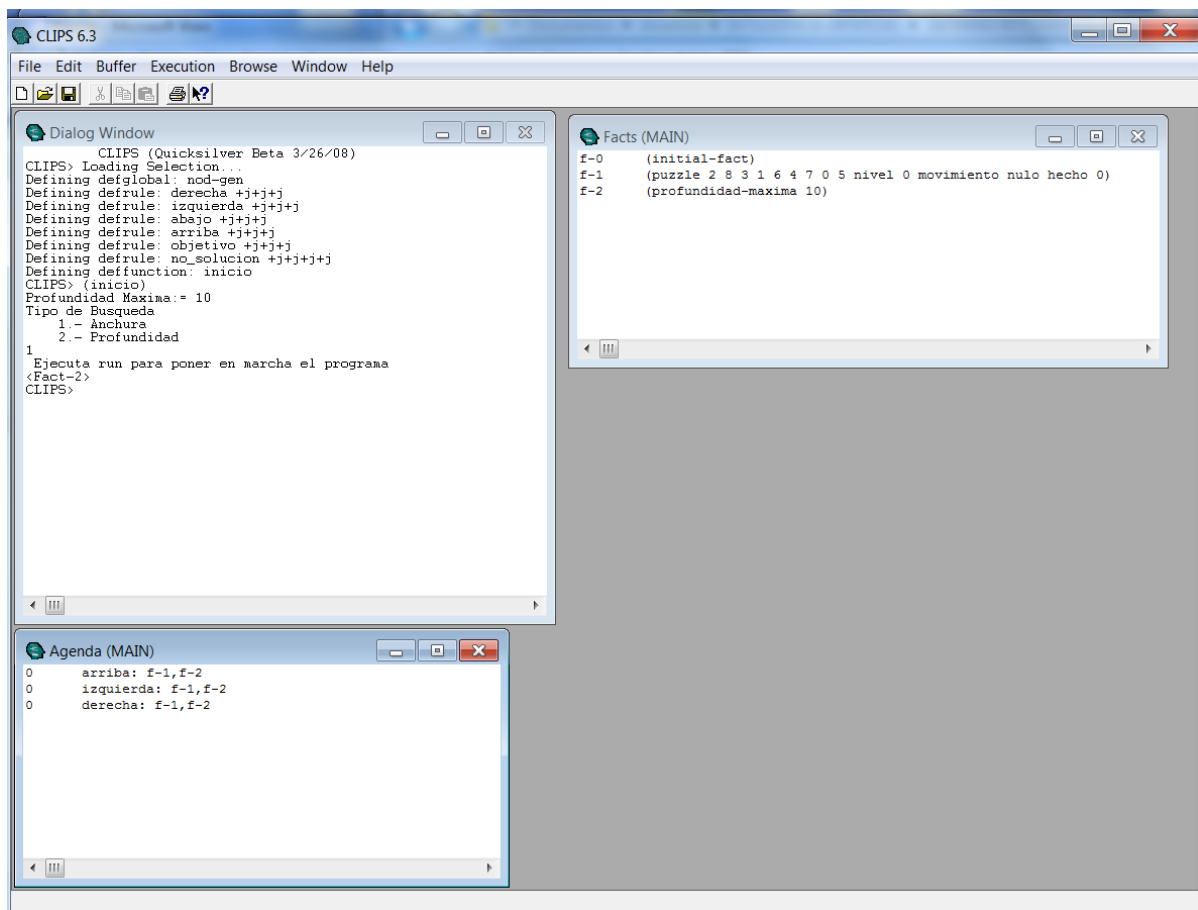 CLIPS 6.3
File Edit Buffer Execution Browse Window Help
Dialog Window
CLIPS (Quicksilver Beta 3/26/08)
CLIPS> Loading Selection...
Defining defglobal: nod-gen
Defining defrule: derecha +j+j+j
Defining defrule: izquierda +j+j+j
Defining defrule: abajo +j+j+j
Defining defrule: arriba +j+j+j
Defining defrule: objetivo +j+j+j
Defining defrule: no_solucion +j+j+j+j
Defining deffunction: inicio
CLIPS> (inicio)
Profundidad Maxima:= 10
Tipo de Busqueda
1.- Anchura
2.- Profundidad
1
Ejecuta run para poner en marcha el programa
<Fact-2>
CLIPS>
Facts (MAIN)
f-0 (initial-fact)
f-1 (puzzle 2 8 3 1 6 4 7 0 5 nivel 0 movimiento nulo hecho 0)
f-2 (profundidad-maxima 10)
Agenda (MAIN)
0 arriba: f-1,f-2
0 izquierda: f-1,f-2
0 derecha: f-1,f-2